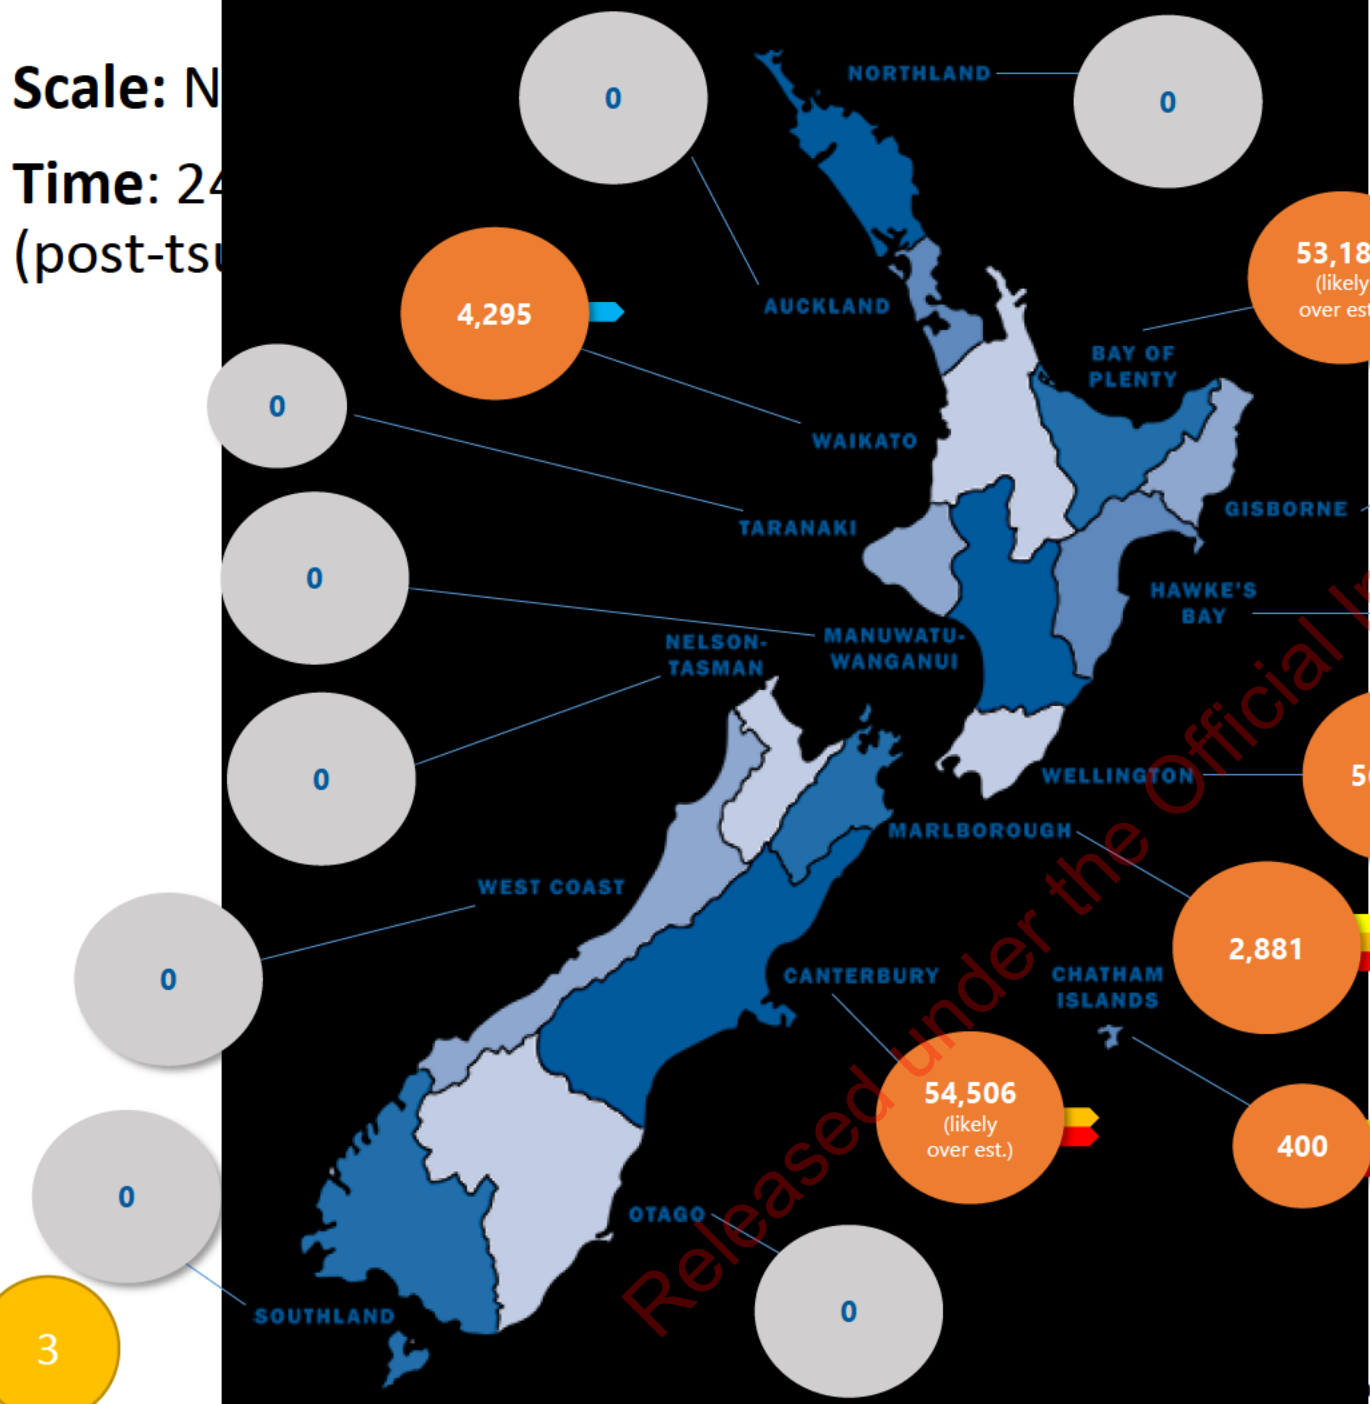 Scale: N
Time: 24
(post-tsu
0
NORTHLAND
0
53,18
(likely
over est
4,295
AUCKLAND
BAY OF
PLENTY
0
WAIKATO
TARANAKI
GISBORNE
0
HAWKE'S
BAY
NELSON-
TASMAN
MANUWATU-
WANGANUI
0
WELLINGTON
5
MARLBOROUGH
WEST COAST
2,881
0
CANTERBURY
CHATHAM
ISLANDS
54,506
(likely
over est.)
400
0
OTAGO
0
SOUTHLAND
3
Released under the Official